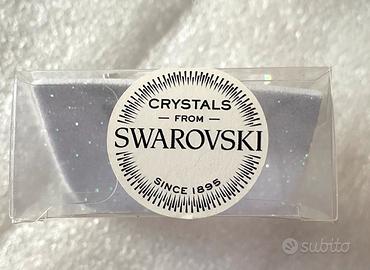 CRYSTALS
— FROM —
SWAROVSKI
SINCE 1895
subito